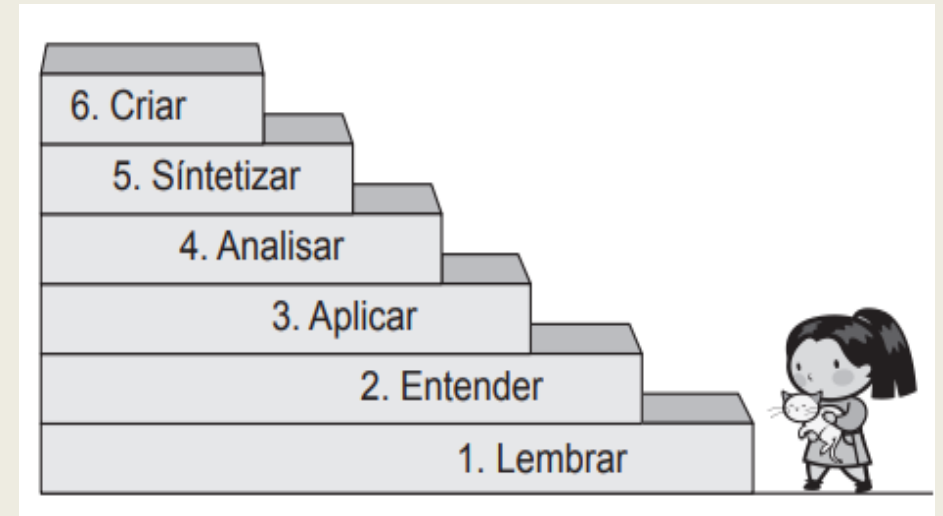 6. Criar
5. Síntetizar
4. Analisar
3. Aplicar
2. Entender
1. Lembrar